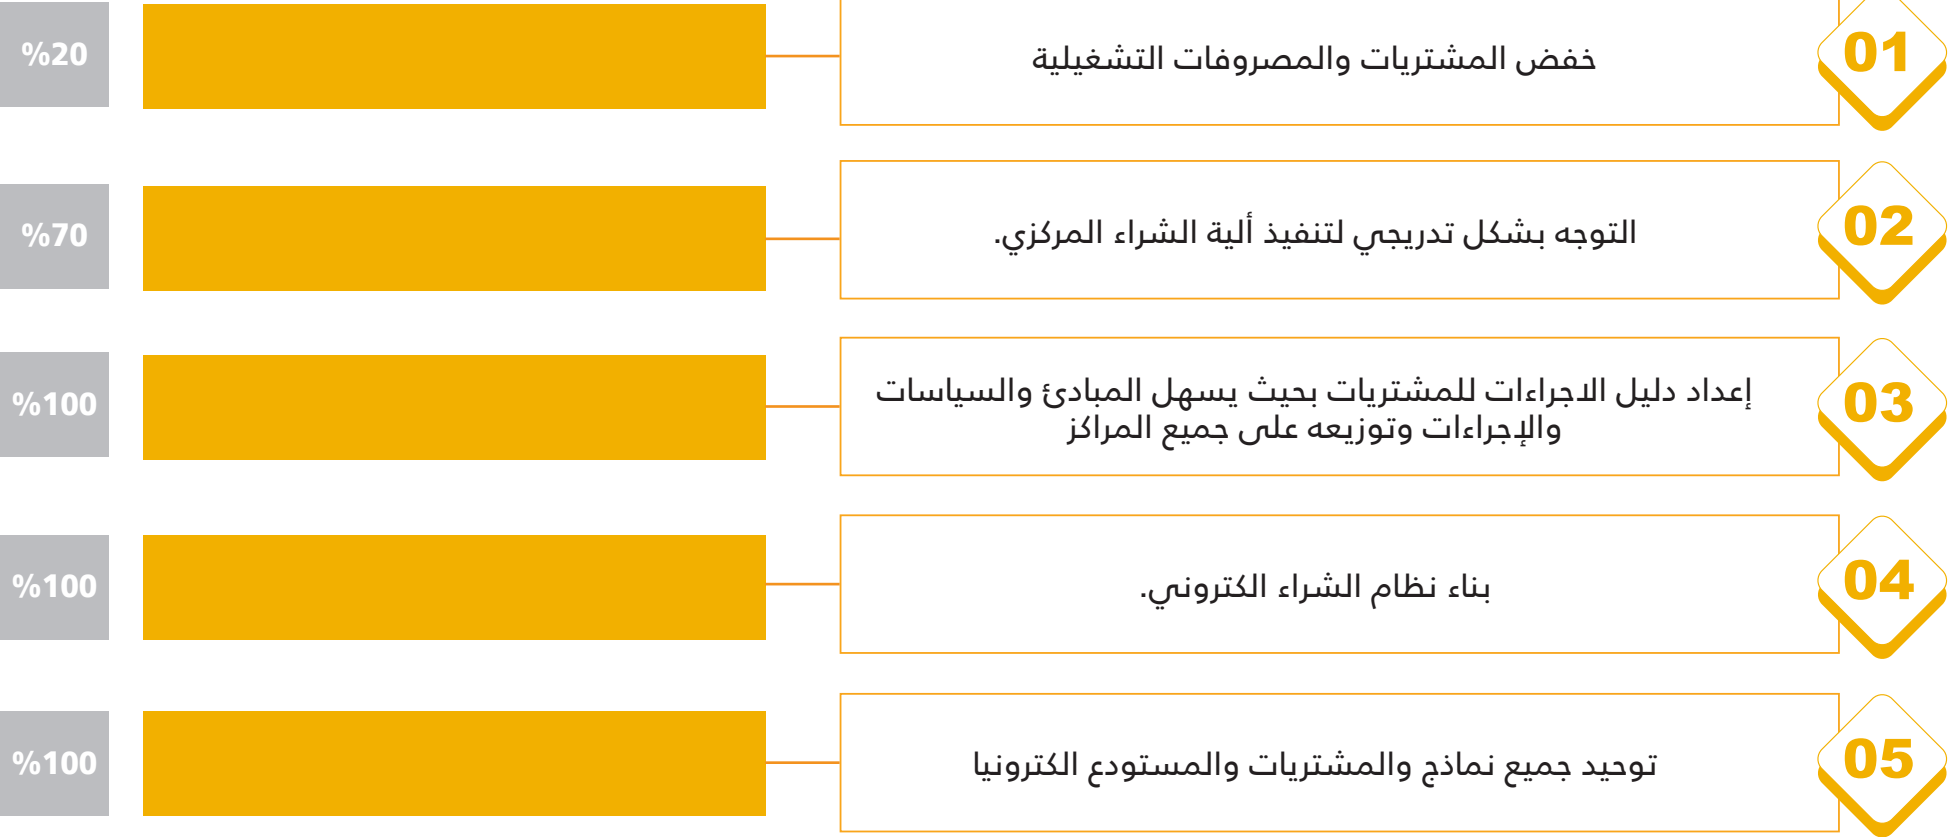 01
خفض المشتريات والمصروفات التشغيلية
%20
02
التوجه بشكل تدريجي لتنفيذ ألية الشراء المركزي.
%70
03
إعداد دليل الاجراءات للمشتريات بحيث يسهل المبادئ والسياسات
والإجراءات وتوزيعه على جميع المراكز
%100
04
بناء نظام الشراء الكتروني.
%100
05
توحيد جميع نماذج والمشتريات والمستودع الكترونيا
%100